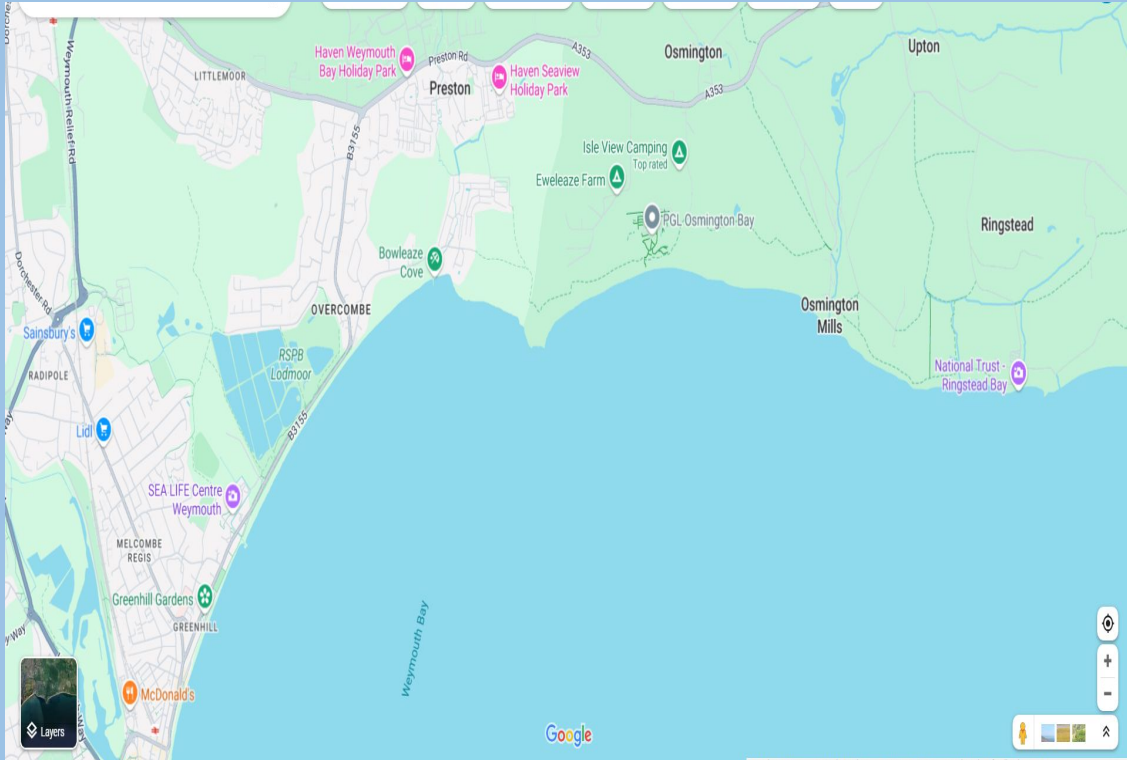 Weymouth Relief Rd
LITTLEMOOR
Haven Weymouth
Bay Holiday Park
Preston Rd
Preston
Haven Seaview
Holiday Park
A353
Osmington
A353
Upton
B3155
Isle View Camping
Top rated
Eweleaze Farm
PGL Osmington Bay
Ringstead
Bowleaze
Cove
Dorchester Rd
OVERCOMBE
Osmington
Mills
Sainsbury's
RADIPOLE
RSPB
Lodmoor
National Trust -
Ringstead Bay
Lidl
B3155
SEA LIFE Centre
Weymouth
MELCOMBE
REGIS
Greenhill Gardens
GREENHILL
Weymouth Bay
McDonald's
Layers
Google